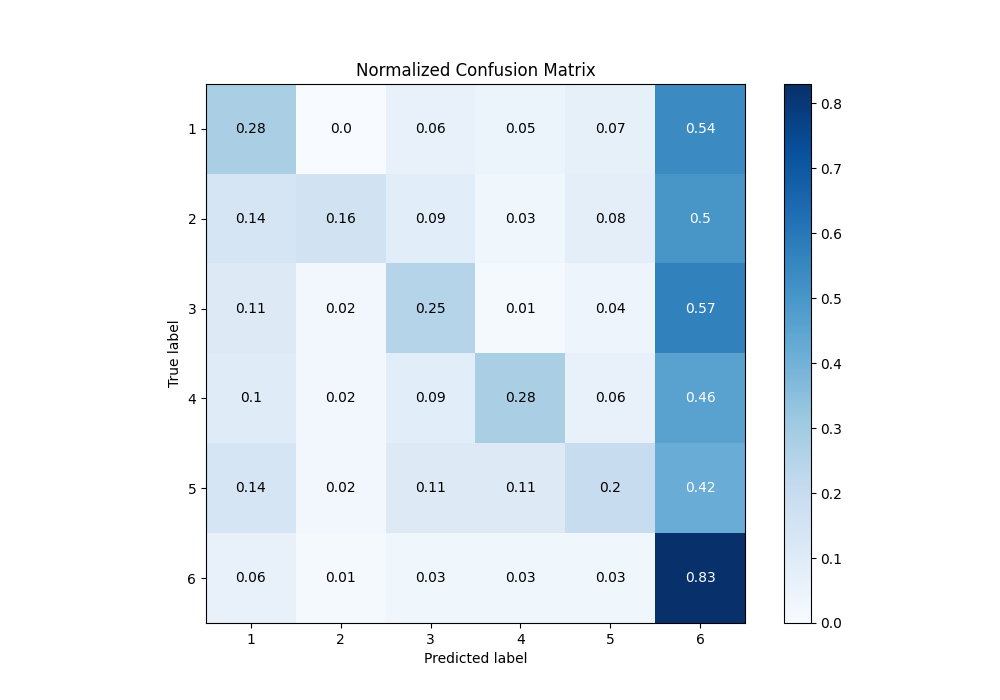 Normalized Confusion Matrix
1 0.28 0.0 0.06 0.05 0.07 0.54
2 0.14 0.16 0.09 0.03 0.08 0.5
3 0.11 0.02 0.25 0.01 0.04 0.57
4 0.1 0.02 0.09 0.28 0.06 0.46
5 0.14 0.02 0.11 0.11 0.2 0.42
6 0.06 0.01 0.03 0.03 0.03 0.83
1 2 3 4 5 6
Predicted label
True label
0.8
0.7
0.6
0.5
0.4
0.3
0.2
0.1
0.0